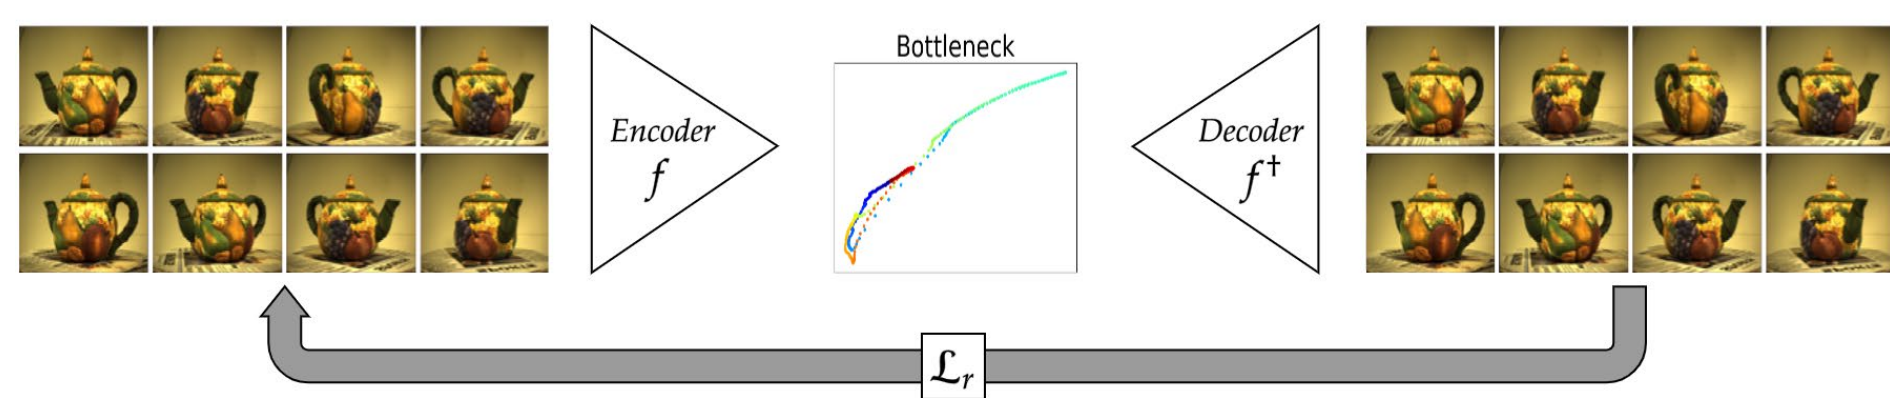 Bottleneck
Encoder
f
Decoder
f†
ℒr